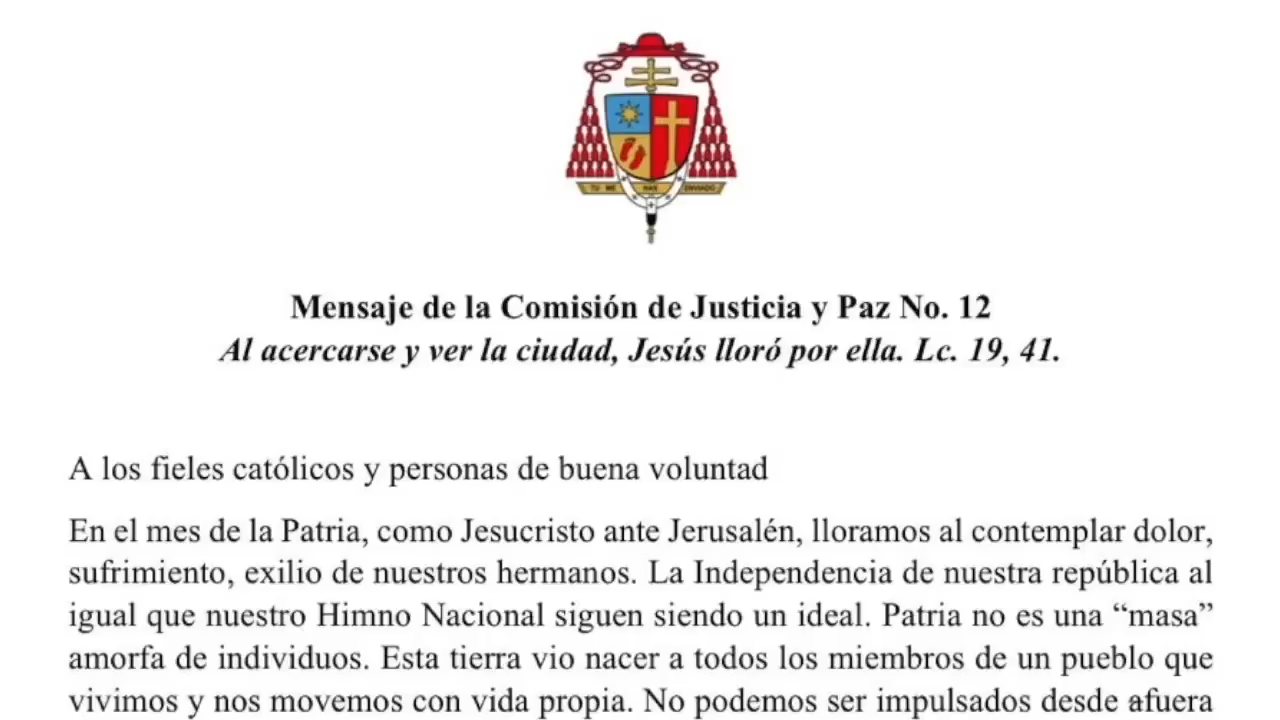 TU ME HAS ENVIADO
Mensaje de la Comisión de Justicia y Paz No. 12
Al acercarse y ver la ciudad, Jesús lloró por ella. Lc. 19, 41.
A los fieles católicos y personas de buena voluntad
En el mes de la Patria, como Jesucristo ante Jerusalén, lloramos al contemplar dolor,
sufrimiento, exilio de nuestros hermanos. La Independencia de nuestra república al
igual que nuestro Himno Nacional siguen siendo un ideal. Patria no es una “masa”
amorfa de individuos. Esta tierra vio nacer a todos los miembros de un pueblo que
vivimos y nos movemos con vida propia. No podemos ser impulsados desde afuera